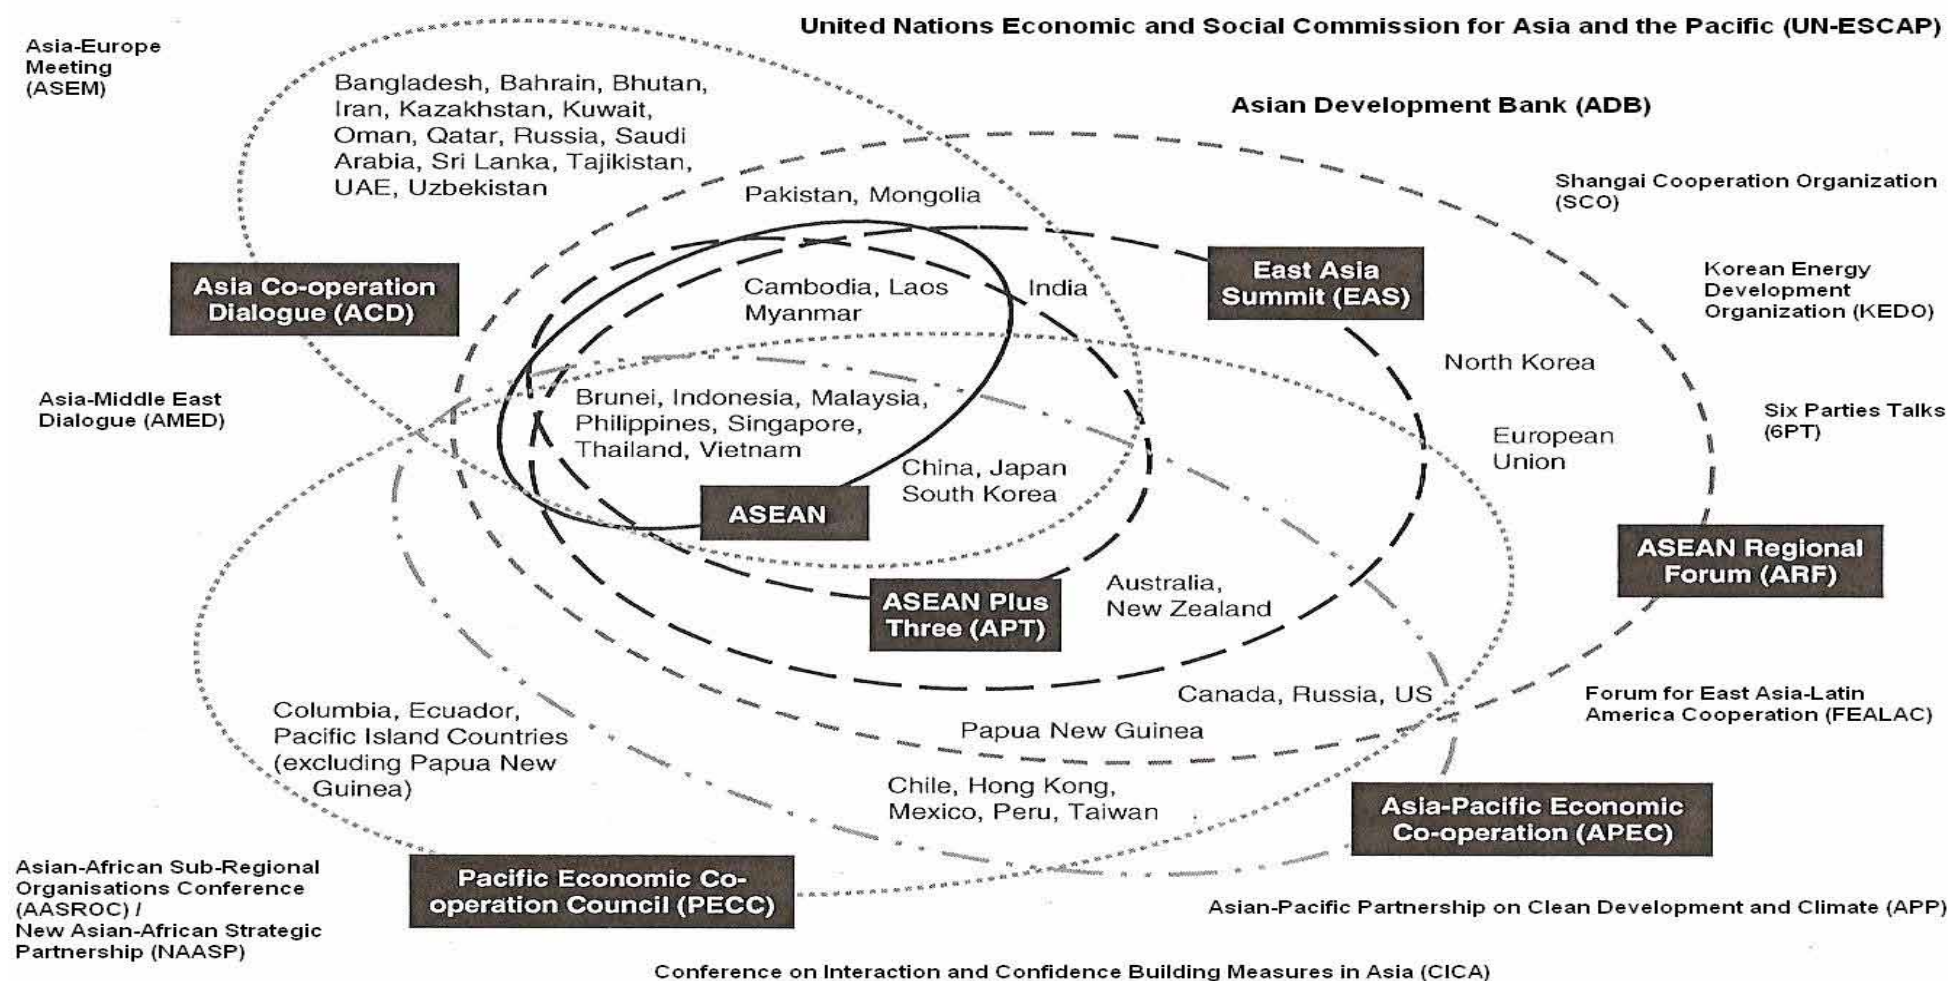 United Nations Economic and Social Commission for Asia and the Pacific (UN-ESCAP)
Asia-Europe
Meeting
(ASEM)
Bangladesh, Bahrain, Bhutan,
Iran, Kazakhstan, Kuwait,
Oman, Qatar, Russia, Saudi
Arabia, Sri Lanka, Tajikistan,
UAE, Uzbekistan
Asian Development Bank (ADB)
Pakistan, Mongolia
Shangai Cooperation Organization
(SCO)
Asia Co-operation
Dialogue (ACD)
Cambodia, Laos
Myanmar
India
East Asia
Summit (EAS)
Korean Energy
Development
Organization (KEDO)
North Korea
Asia-Middle East
Dialogue (AMED)
Brunei, Indonesia, Malaysia,
Philippines, Singapore,
Thailand, Vietnam
European
Union
Six Parties Talks
(6PT)
China, Japan
South Korea
ASEAN
ASEAN Regional
Forum (ARF)
ASEAN Plus
Three (APT)
Australia,
New Zealand
Canada, Russia, US
Papua New Guinea
Forum for East Asia-Latin
America Cooperation (FEALAC)
Columbia, Ecuador,
Pacific Island Countries
(excluding Papua New
Guinea)
Chile, Hong Kong,
Mexico, Peru, Taiwan
Asia-Pacific Economic
Co-operation (APEC)
Pacific Economic Co-
operation Council (PECC)
Asian-African Sub-Regional
Organisations Conference
(AASROC) /
New Asian-African Strategic
Partnership (NAASP)
Asian-Pacific Partnership on Clean Development and Climate (APP)
Conference on Interaction and Confidence Building Measures in Asia (CICA)